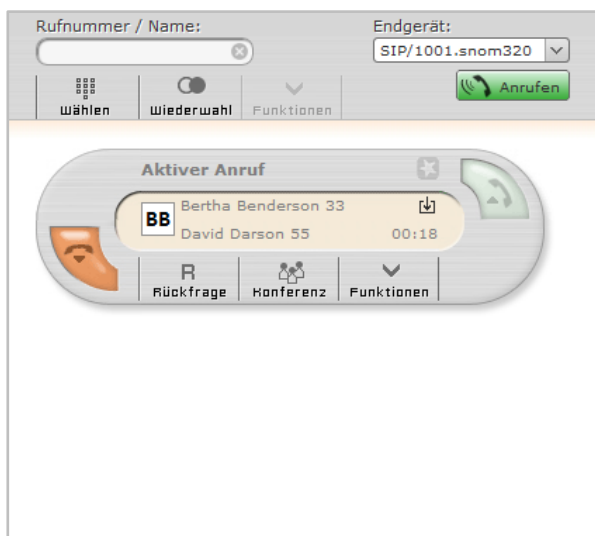 Rufnummer / Name:
Endgerät:
SIP/1001.snom320
Anrufen
Wählen
Wiederwahl
Funktionen
Aktiver Anruf
BB
Bertha Benderson 33
David Darson 55
00:18
R
Rückfrage
Konferenz
Funktionen